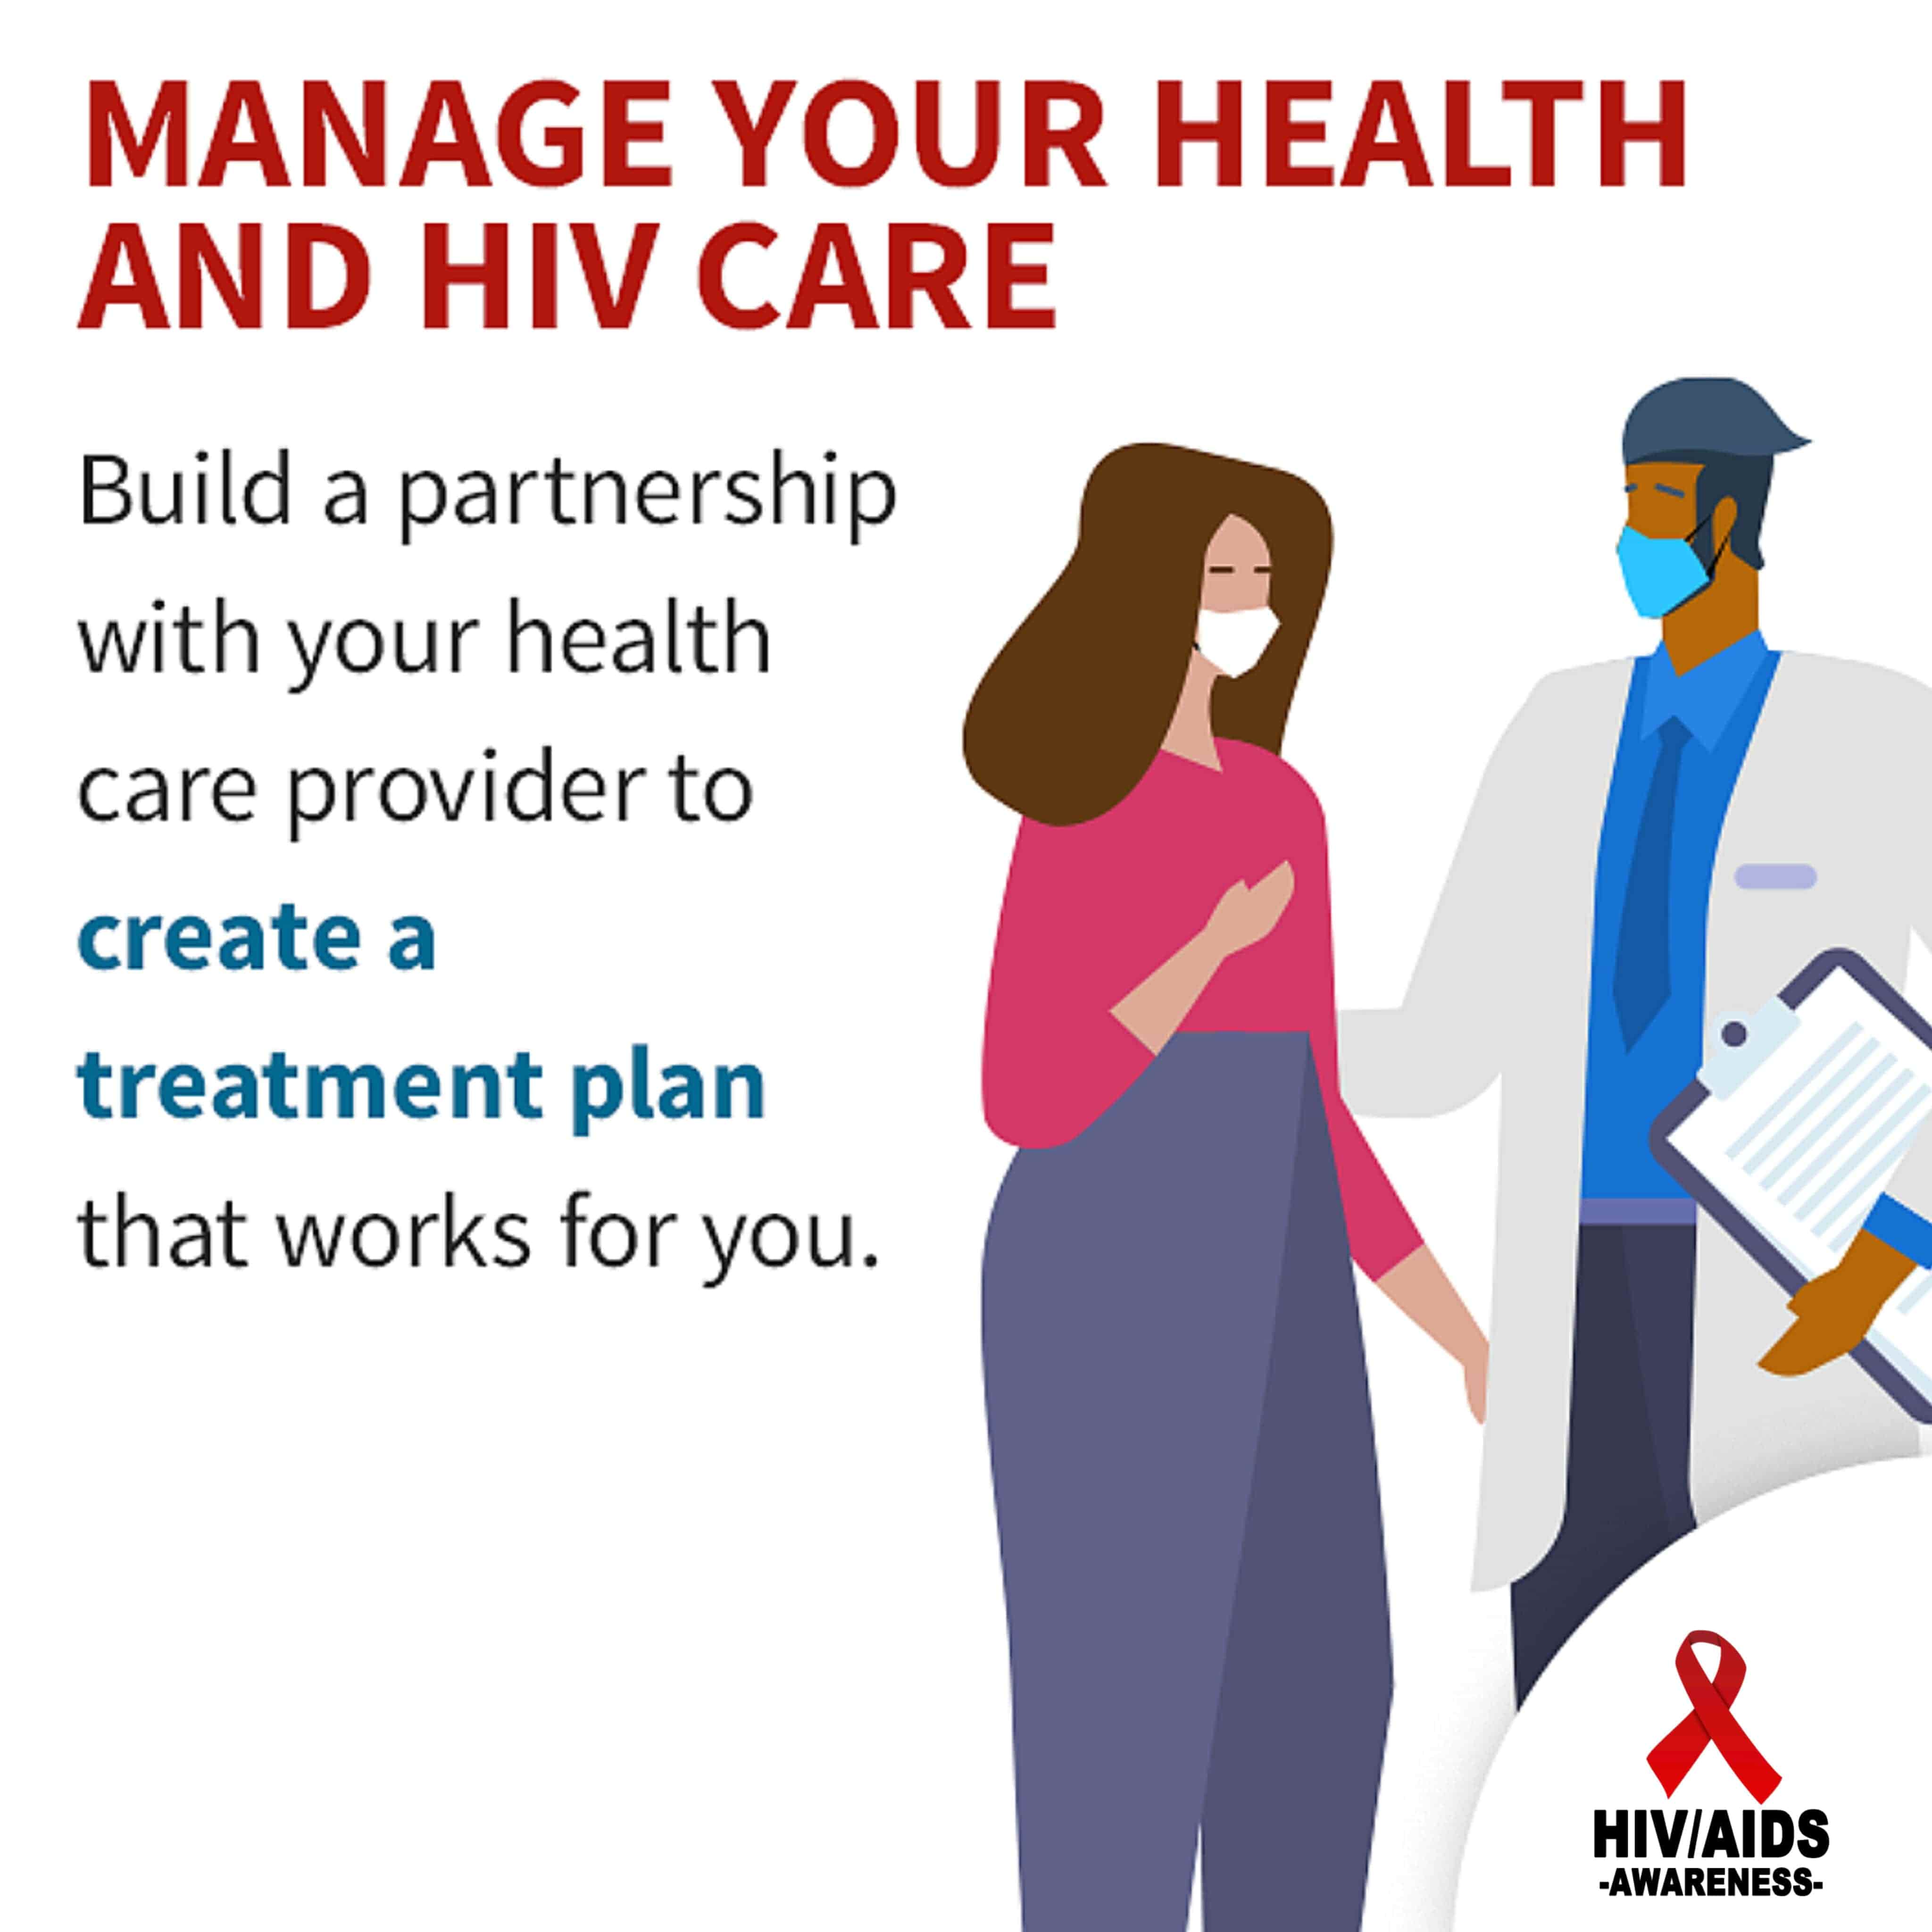 MANAGE YOUR HEALTH
AND HIV CARE
Build a partnership
with your health
care provider to
create a
treatment plan
that works for you.
HIV/AIDS
-AWARENESS-